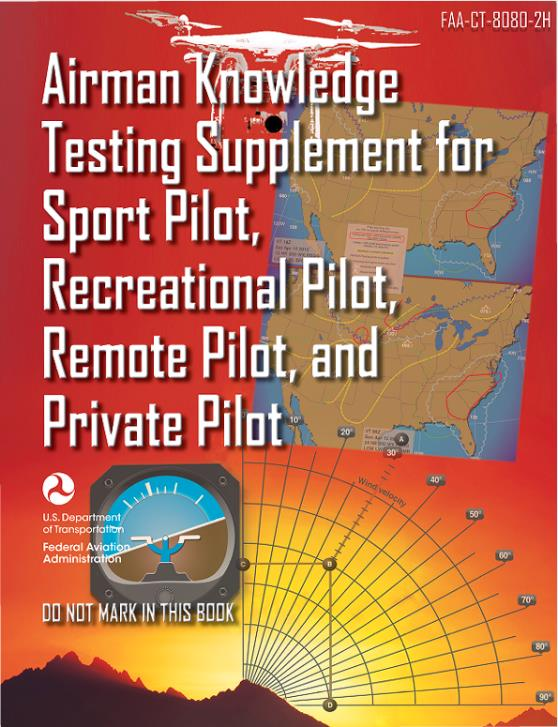 FAA-CT-8080-2H
Airman Knowledge
Testing Supplement for
Sport Pilot,
Recreational Pilot,
Remote Pilot, and
Private Pilot
10°
20°
A
30°
Wind velocity
40°
50°
60°
70°
80°
90°
C
B
D
U.S. Department
of Transportation
Federal Aviation
Administration
DO NOT MARK IN THIS BOOK